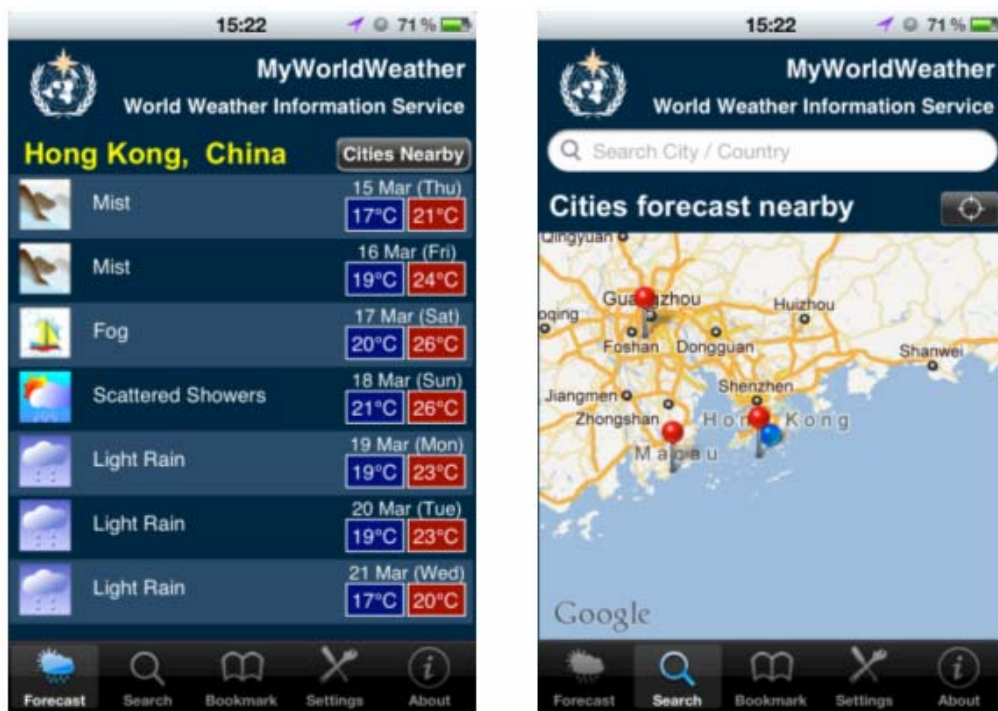 15:22
71 %
MyWorldWeather
World Weather Information Service
Hong Kong, China
Cities Nearby
Mist
15 Mar (Thu)
17°C 21°C
Mist
16 Mar (Fri)
19°C 24°C
Fog
17 Mar (Sat)
20°C 26°C
Scattered Showers
18 Mar (Sun)
21°C 26°C
Light Rain
19 Mar (Mon)
19°C 23°C
Light Rain
20 Mar (Tue)
19°C 23°C
Light Rain
21 Mar (Wed)
17°C 20°C
Forecast Search Bookmark Settings About
15:22
71 %
MyWorldWeather
World Weather Information Service
Search City / Country
Cities forecast nearby
Qingyuan
Huizhou
oqing
Foshan Dongguan
Shanwei
Shenzhen
Jiangmen
Zhongshan
Kong
Google
Forecast Search Bookmark Settings About